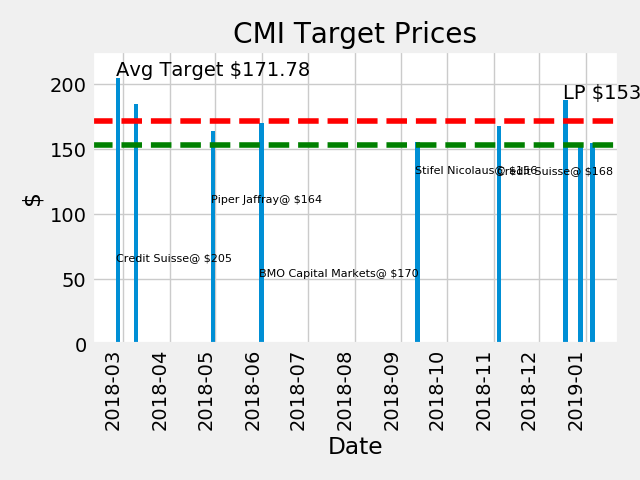 CMI Target Prices
Avg Target $171.78
LP $153
200
150
100
50
0
$
Stifel Nicolaus@ $156
Credit Suisse@ $168
Piper Jaffray@ $164
Credit Suisse@ $205
BMO Capital Markets@ $170
2018-03
2018-04
2018-05
2018-06
2018-07
2018-08
2018-09
2018-10
2018-11
2018-12
2019-01
Date